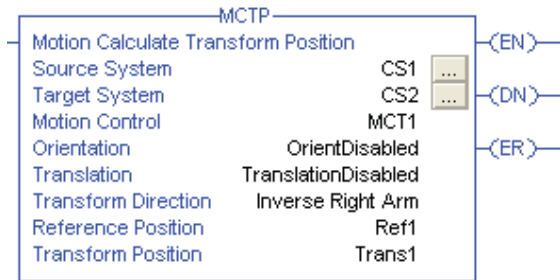 MCTP
Motion Calculate Transform Position (EN)
Source System CS1 ...
Target System CS2 ... (DN)
Motion Control MCT1
Orientation OrientDisabled (ER)
Translation TranslationDisabled
Transform Direction Inverse Right Arm
Reference Position Ref1
Transform Position Trans1